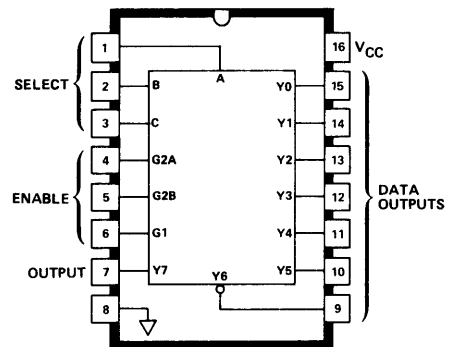 1
16 VCC
A
SELECT
2 B Y0 15
3 C Y1 14
4 G2A Y2 13
ENABLE
5 G2B Y3 12
DATA
OUTPUTS
6 G1 Y4 11
OUTPUT 7 Y7 Y5 10
Y6
8
9